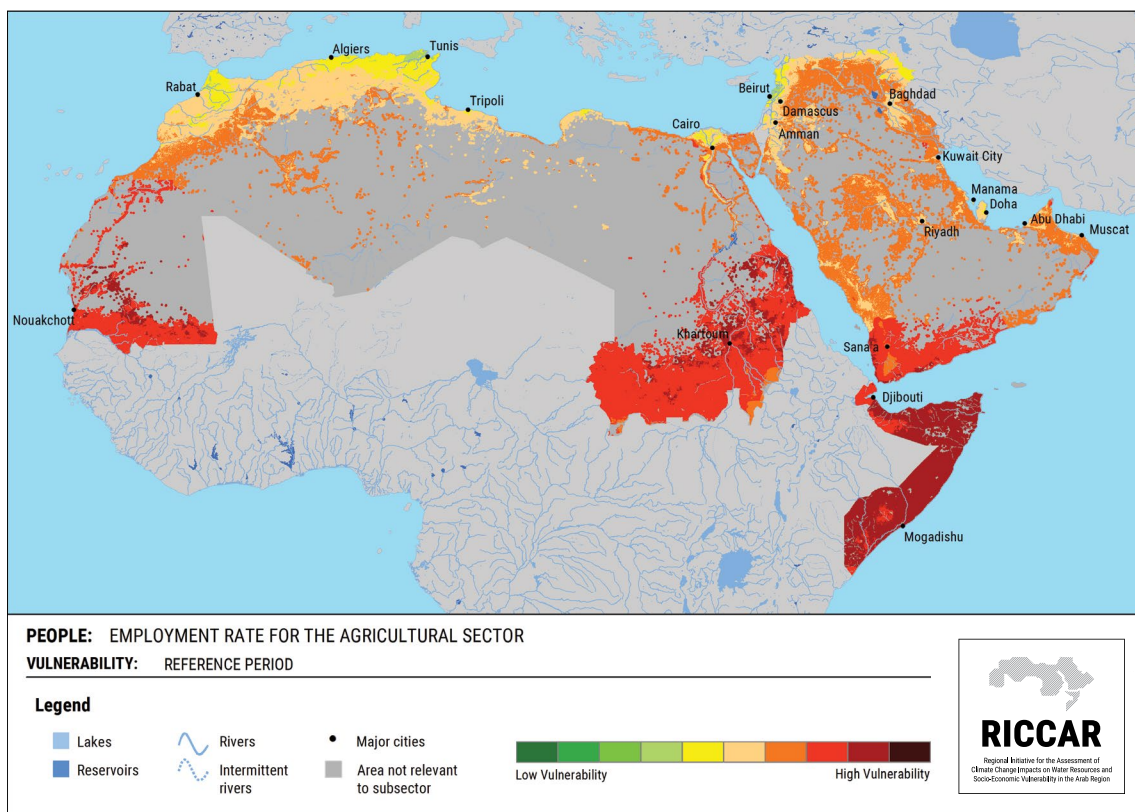 Algiers
Tunis
Rabat
Tripoli
Beirut
Damascus
Amman
Baghdad
Cairo
Kuwait City
Manama
Doha
Abu Dhabi
Riyadh
Muscat
Nouakchott
Khartoum
Sana'a
Djibouti
Mogadishu
PEOPLE: EMPLOYMENT RATE FOR THE AGRICULTURAL SECTOR
VULNERABILITY: REFERENCE PERIOD
Legend
Lakes
Reservoirs
Rivers
Intermittent
rivers
Major cities
Area not relevant
to subsector
Low Vulnerability
High Vulnerability
RICCAR
Regional Initiative for the Assessment of
Climate Change Impacts on Water Resources and
Socio-Economic Vulnerability in the Arab Region